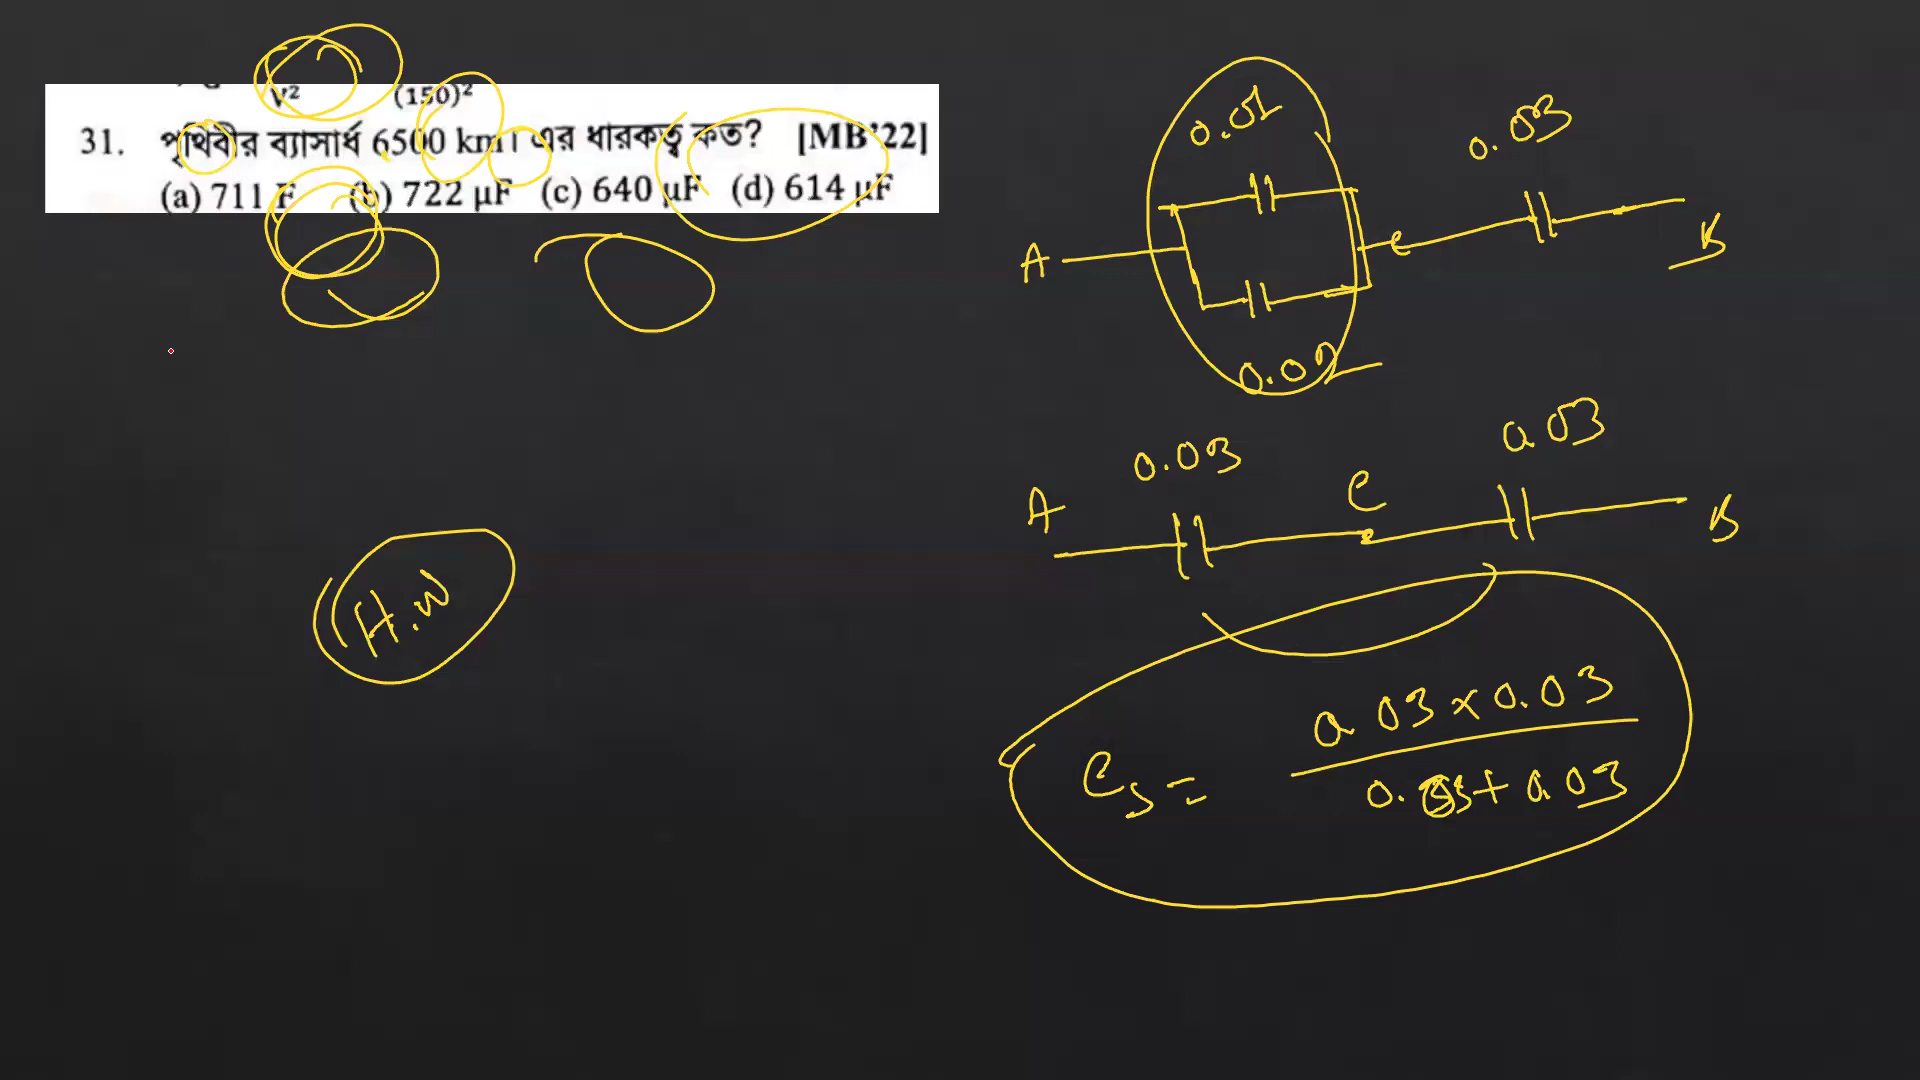 V² (150)²
31. পৃথিবীর ব্যাসার্ধ 6500 km। এর ধারকত্ব কত? [MB'22]
(a) 711 F (b) 722 μF (c) 640 μF (d) 614 μF
0.01
0.03
A
C
B
0.02
0.03
0.03
A
C
B
H.W
Cs = 0.03 × 0.03
0.03 + 0.03